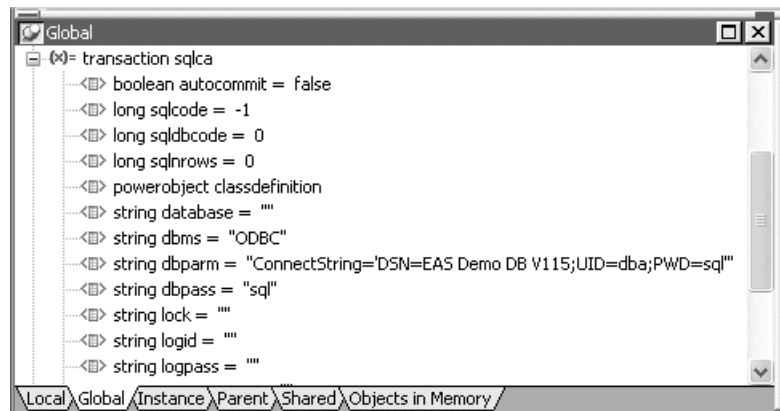 Global
(x)= transaction sqlca
boolean autocommit = false
long sqlcode = -1
long sqldbcode = 0
long sqlnrows = 0
powerobject classdefinition
string database = ""
string dbms = "ODBC"
string dbparm = "ConnectString='DSN=EAS Demo DB V115;UID=dba;PWD=sql'"
string dbpass = "sql"
string lock = ""
string logid = ""
string logpass = ""
Local Global Instance Parent Shared Objects in Memory